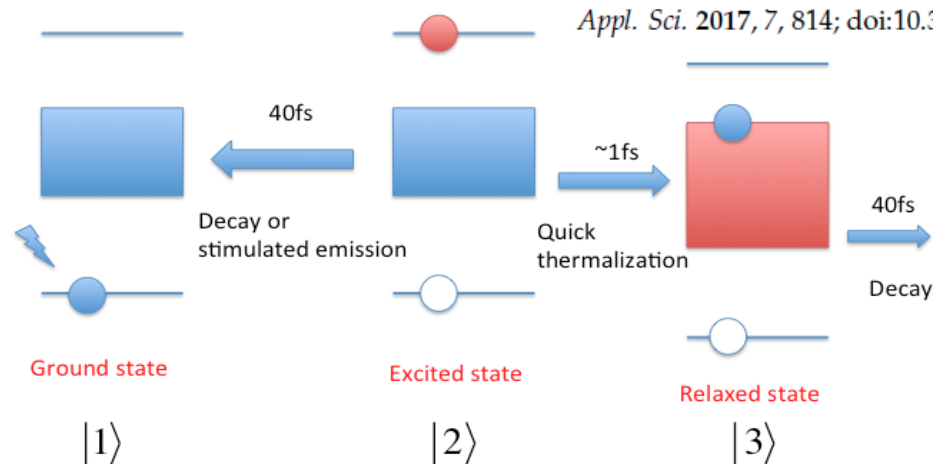 Appl. Sci. 2017, 7, 814; doi:10.3
40fs
~1fs
40fs
Decay or
stimulated emission
Quick
thermalization
Decay
Ground state
Excited state
Relaxed state
|1⟩
|2⟩
|3⟩